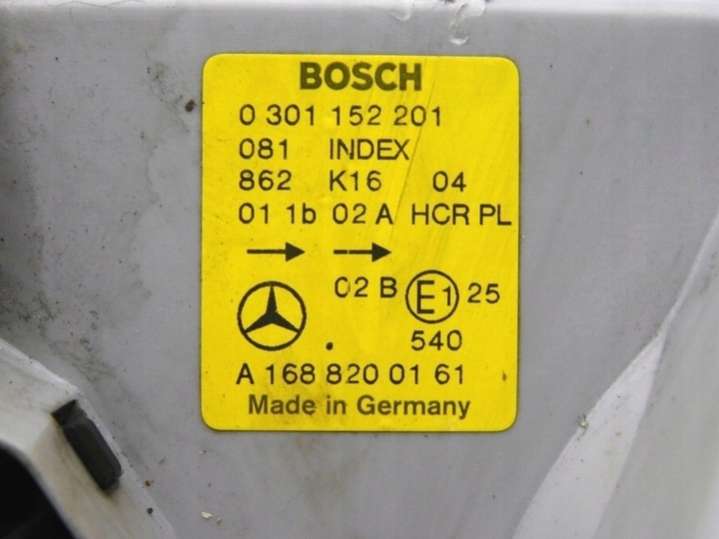 BOSCH
0 301 152 201
081 INDEX
862 K16 04
01 1b 02 A HCR PL
→ →
02 B E1 25
540
A 168 820 01 61
Made in Germany